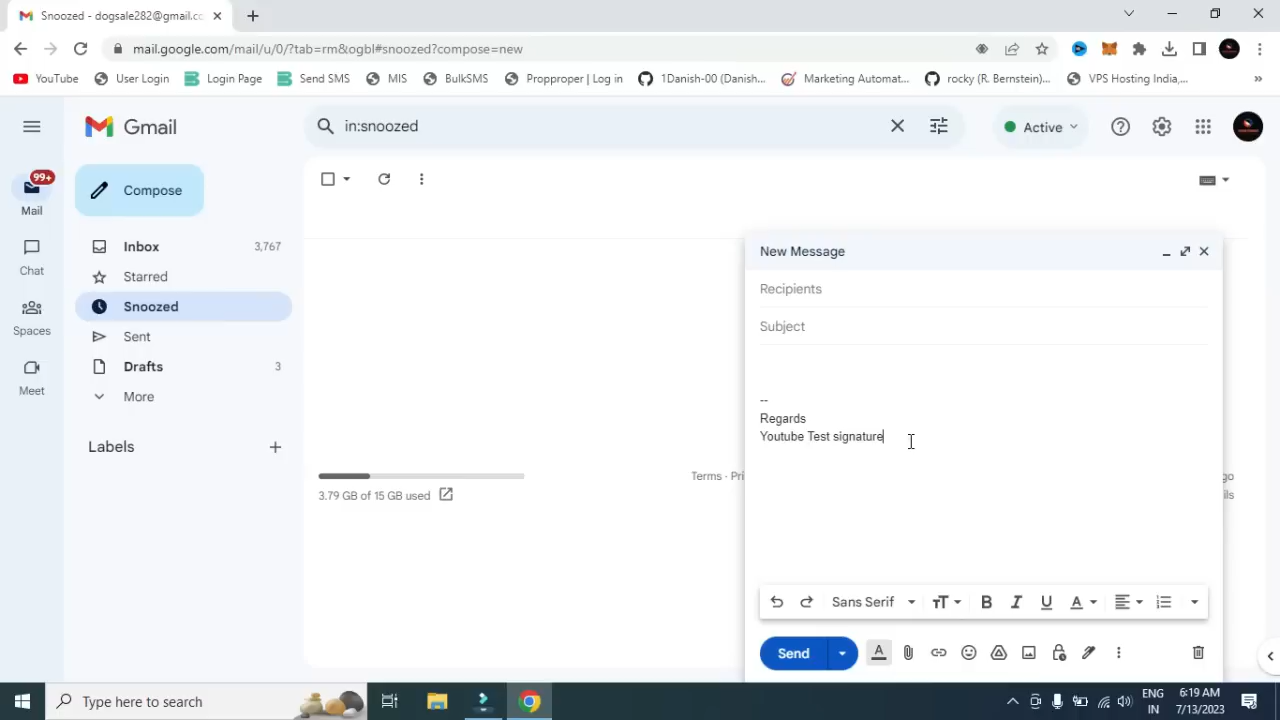 Snoozed - dogsale282@gmail.cc
mail.google.com/mail/u/0/?tab=rm&ogbl#snoozed?compose=new
YouTube
User Login
Login Page
Send SMS
MIS
BulkSMS
Propproper | Log in
1Danish-00 (Danish...
Marketing Automat...
rocky (R. Bernstein)...
VPS Hosting India,...
»
Gmail
in:snoozed
Active
99+
Mail
Compose
Inbox 3,767
Chat
Starred
Snoozed
Spaces
Sent
Drafts 3
Meet
More
Labels
New Message
Recipients
Subject
--
Regards
Youtube Test signature
3.79 GB of 15 GB used
Terms · Pri
go
ils
Sans Serif
Send
Type here to search
ENG
IN
6:19 AM
7/13/2023